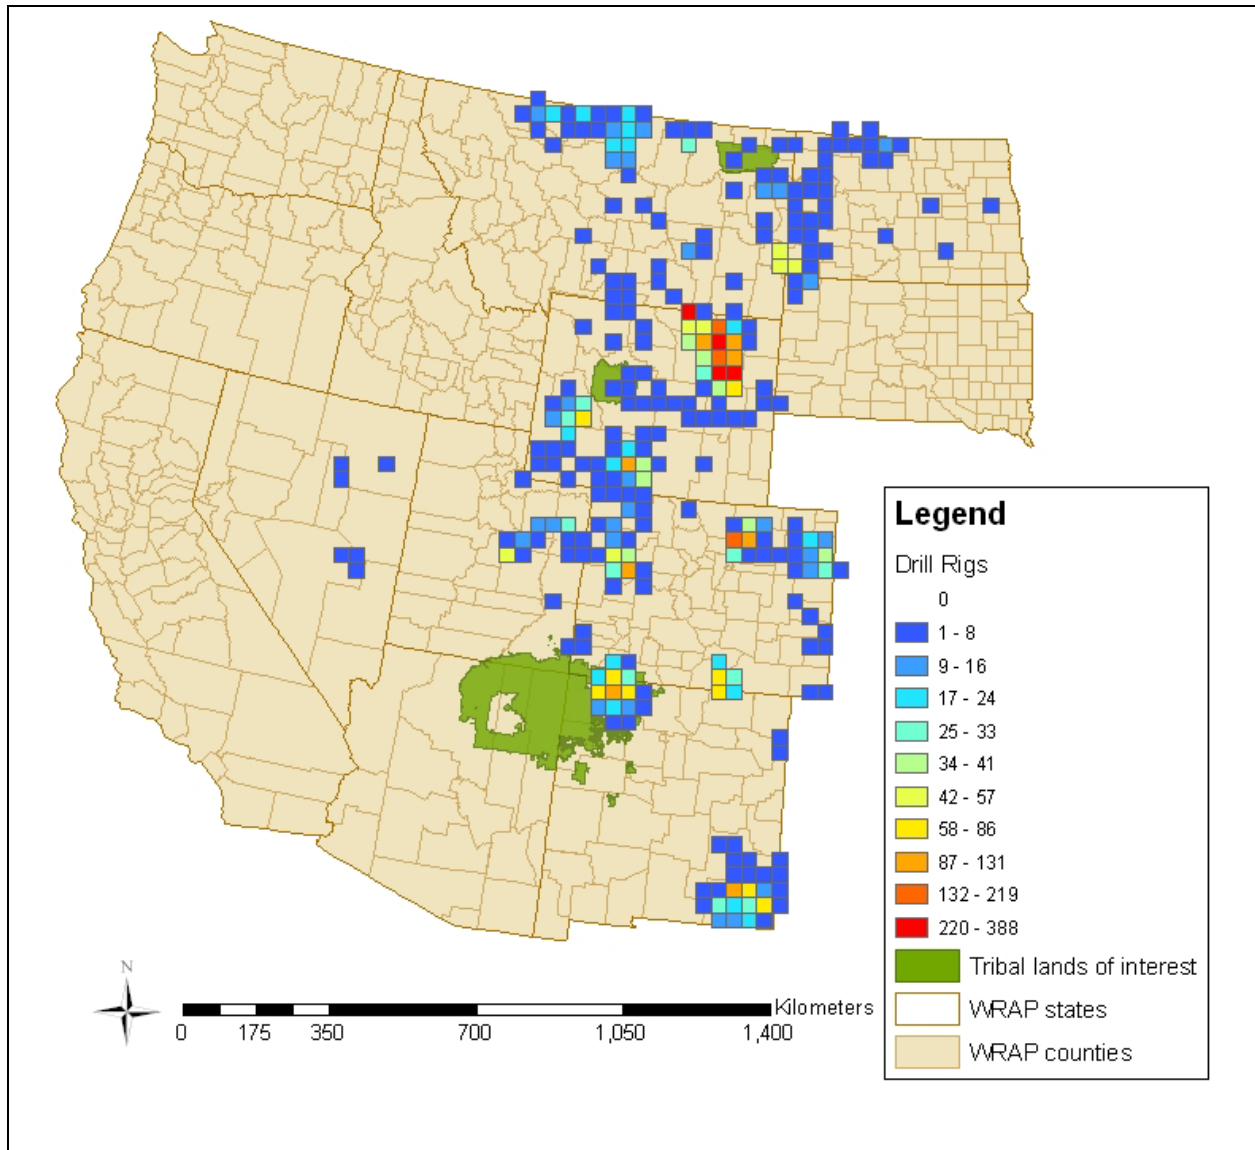 Legend
Drill Rigs
0
1 - 8
9 - 16
17 - 24
25 - 33
34 - 41
42 - 57
58 - 86
87 - 131
132 - 219
220 - 388
Tribal lands of interest
WRAP states
WRAP counties
N
Kilometers
0 175 350 700 1,050 1,400